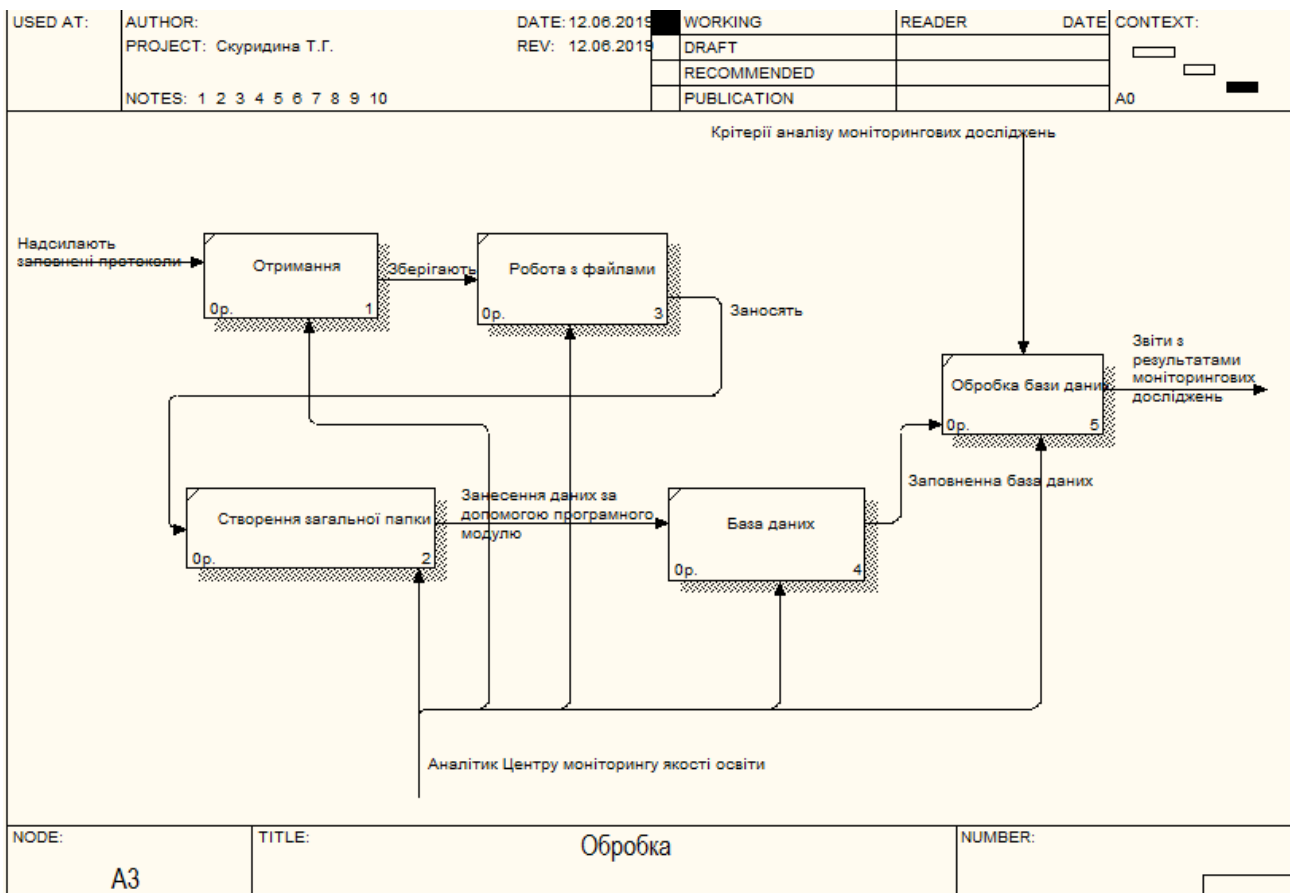 USED AT:
AUTHOR:
DATE: 12.06.2019
PROJECT: Скуридина Т.Г.
REV: 12.06.2019
NOTES: 1 2 3 4 5 6 7 8 9 10
WORKING
DRAFT
RECOMMENDED
PUBLICATION
READER
DATE
CONTEXT:
A0
Крітерії аналізу моніторингових досліджень
Надсилають
заповнені протоколи
Отримання
0р.
1
Зберігають
Робота з файлами
0р.
3
Заносять
Обробка бази дани
0р.
5
Звіти з
результатами
моніторингових
досліджень
Створення загальної папки
0р.
2
Занесення даних за
допомогою програмного
модулю
База даних
0р.
4
Заповненна база даних
Аналітик Центру моніторингу якості освіти
NODE:
A3
TITLE:
Обробка
NUMBER: